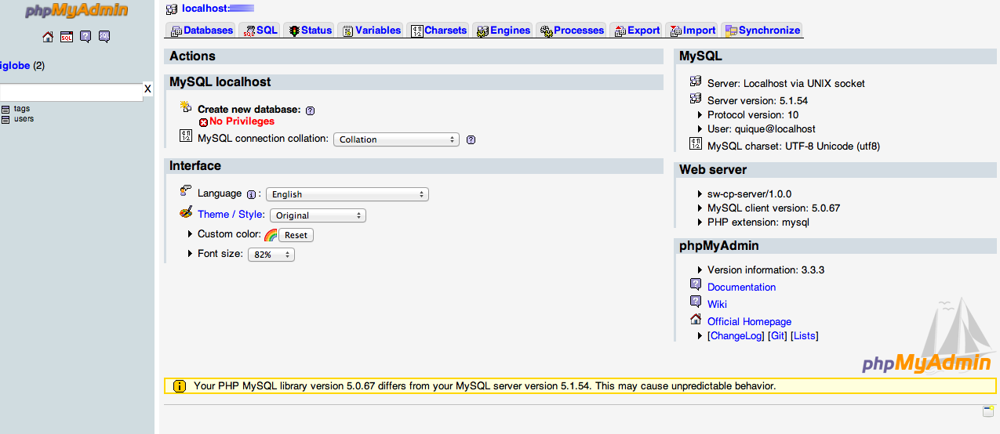 phpMyAdmin
SQL
SQL
iglobe (2)
X
tags
users
localhost:
Databases
SQL
Status
Variables
Charsets
Engines
Processes
Export
Import
Synchronize
Actions
MySQL localhost
Create new database:
No Privileges
MySQL connection collation: Collation
Interface
Language : English
Theme / Style: Original
Custom color: Reset
Font size: 82%
MySQL
Server: Localhost via UNIX socket
Server version: 5.1.54
Protocol version: 10
User: quique@localhost
MySQL charset: UTF-8 Unicode (utf8)
Web server
sw-cp-server/1.0.0
MySQL client version: 5.0.67
PHP extension: mysql
phpMyAdmin
Version information: 3.3.3
Documentation
Wiki
Official Homepage
[ChangeLog] [Git] [Lists]
phpMyAdmin
Your PHP MySQL library version 5.0.67 differs from your MySQL server version 5.1.54. This may cause unpredictable behavior.